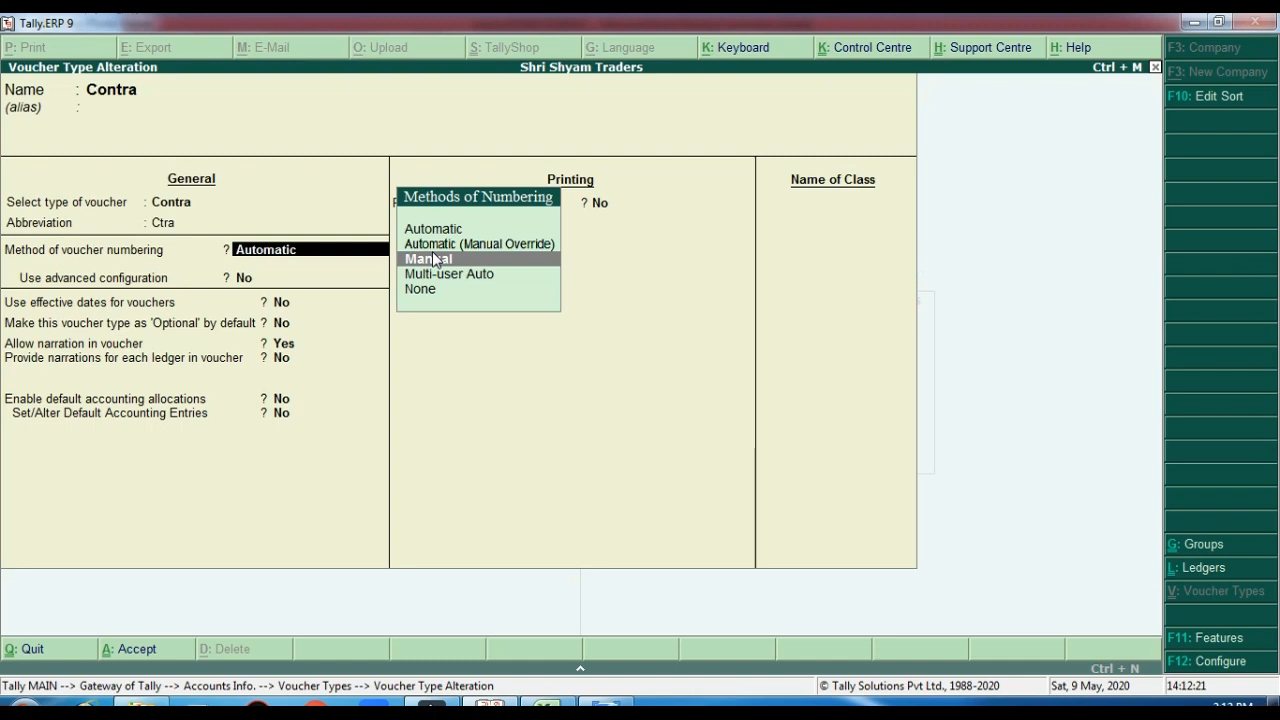 Tally.ERP 9
P: Print E: Export M: E-Mail O: Upload S: TallyShop G: Language K: Keyboard K: Control Centre H: Support Centre H: Help
F3: Company
Voucher Type Alteration Shri Shyam Traders Ctrl + M
F3: New Company
Name : Contra
F10: Edit Sort
(alias) :
General Printing Name of Class
Methods of Numbering
Select type of voucher : Contra
? No
Abbreviation : Ctra
Automatic
Automatic (Manual Override)
Method of voucher numbering ? Automatic
Manual
Multi-user Auto
Use advanced configuration ? No
None
Use effective dates for vouchers ? No
Make this voucher type as 'Optional' by default ? No
Allow narration in voucher ? Yes
Provide narrations for each ledger in voucher ? No
Enable default accounting allocations ? No
Set/Alter Default Accounting Entries ? No
G: Groups
L: Ledgers
V: Voucher Types
F11: Features
Q: Quit A: Accept D: Delete
F12: Configure
Ctrl + N
Tally MAIN --> Gateway of Tally --> Accounts Info. --> Voucher Types --> Voucher Type Alteration © Tally Solutions Pvt Ltd., 1988-2020 Sat, 9 May, 2020 14:12:21